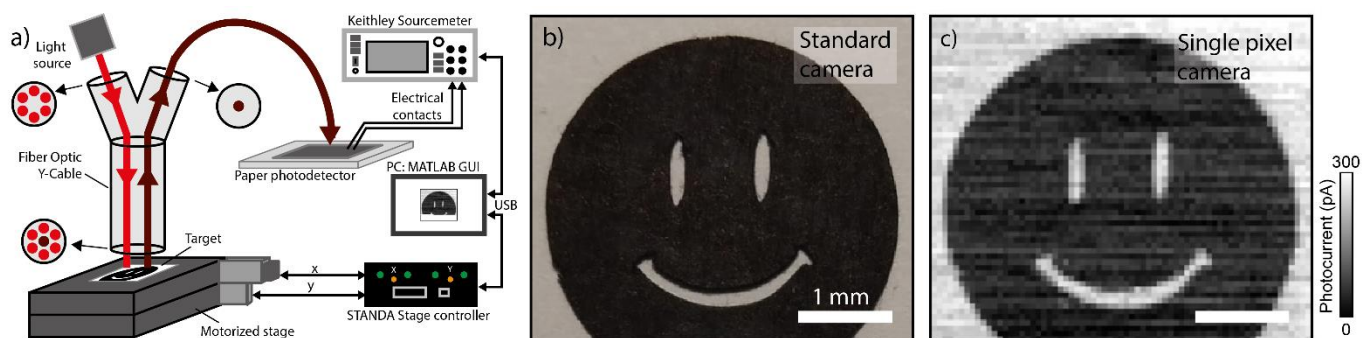 a)
Light
source
Keithley Sourcemeter
Electrical
contacts
Fiber Optic
Y-Cable
Paper photodetector
PC: MATLAB GUI
USB
Target
x
y
X
Y
STANDA Stage controller
Motorized stage
b)
Standard
camera
1 mm
c)
Single pixel
camera
300
Photocurrent (pA)
0